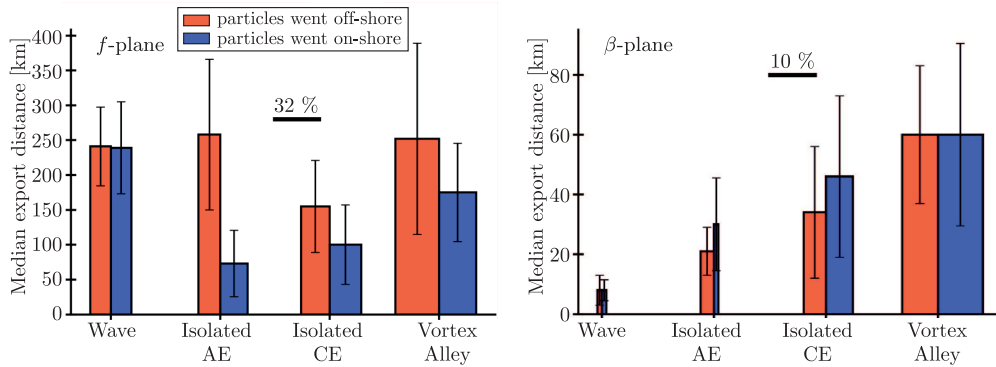 particles went off-shore
particles went on-shore
f-plane
Median export distance [km]
400
350
300
250
200
150
100
50
0
32 %
Wave
Isolated
AE
Isolated
CE
Vortex
Alley
β-plane
Median export distance [km]
80
60
40
20
0
10 %
Wave
Isolated
AE
Isolated
CE
Vortex
Alley